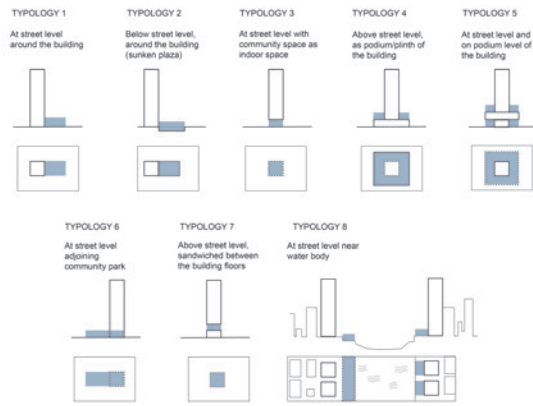 TYPOLOGY 1
At street level
around the building
TYPOLOGY 2
Below street level,
around the building
(sunken plaza)
TYPOLOGY 3
At street level with
community space as
indoor space
TYPOLOGY 4
Above street level,
as podium/plinth of
the building
TYPOLOGY 5
At street level and
on podium level of
the building
TYPOLOGY 6
At street level
adjoining
community park
TYPOLOGY 7
Above street level,
sandwiched between
the building floors
TYPOLOGY 8
At street level near
water body